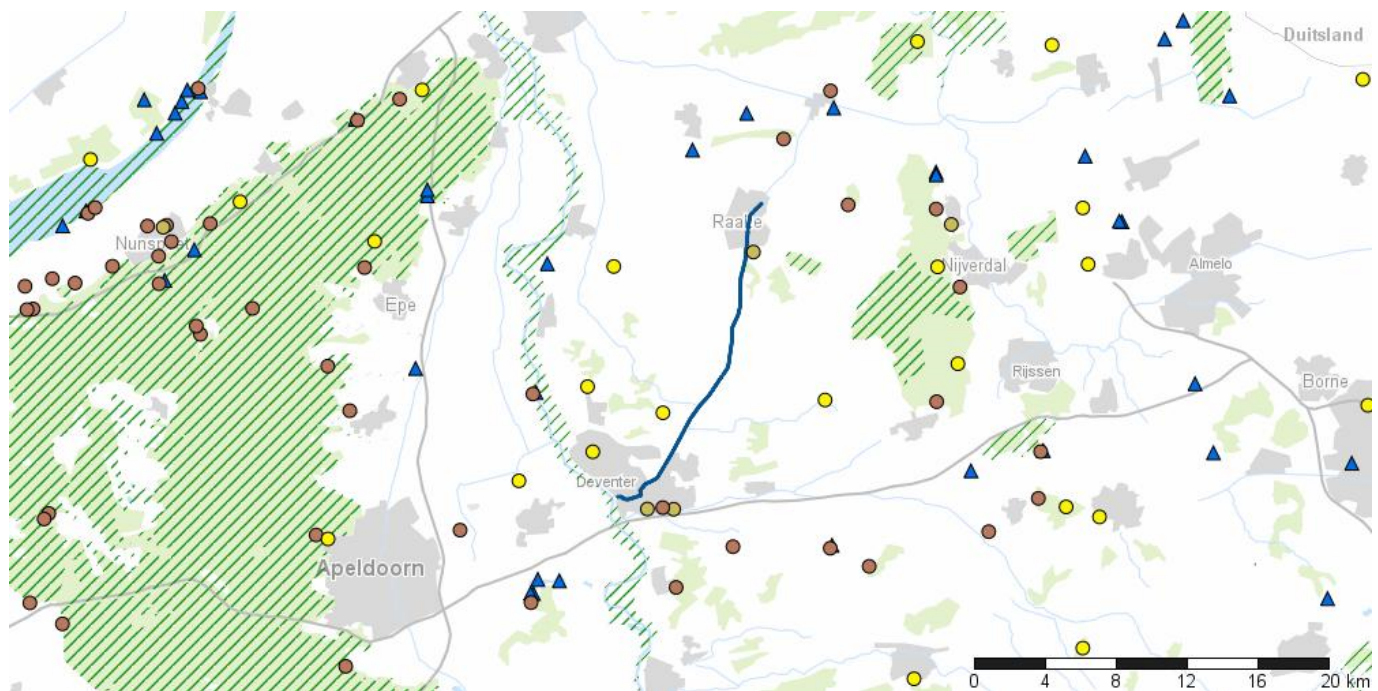 Duitsland
Raalte
Nunspeet
Nijverdal
Almelo
Epe
Rijssen
Borne
Deventer
Apeldoorn
0 4 8 12 16 20 km